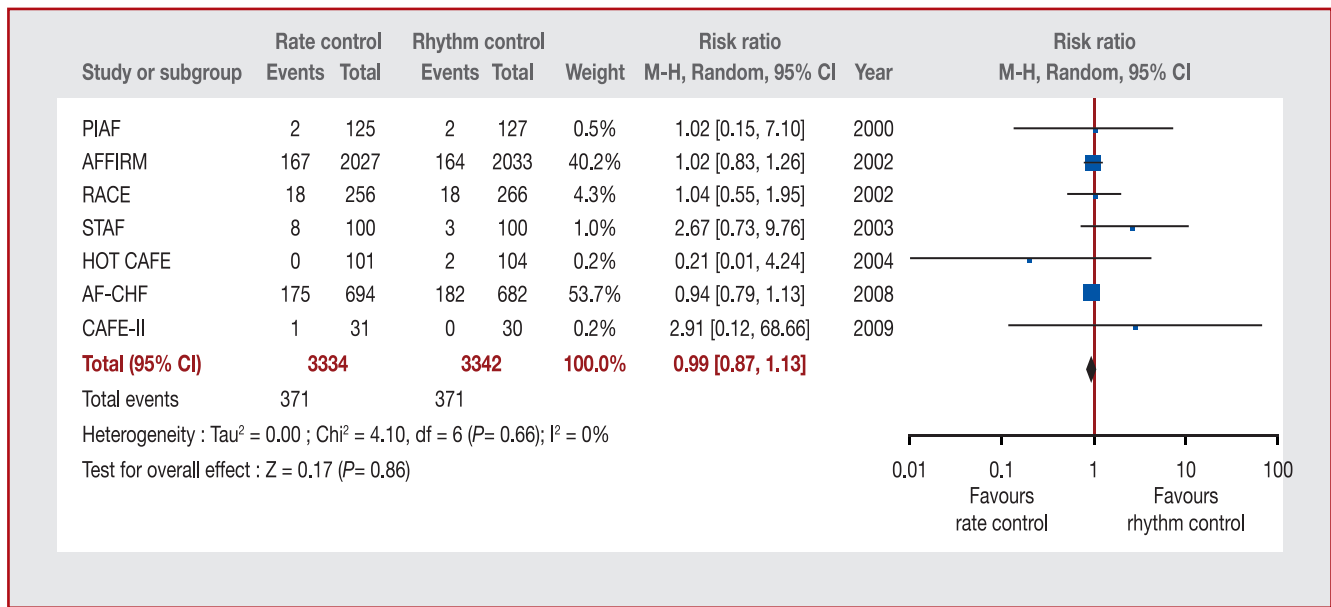 Rate control Rhythm control Risk ratio Risk ratio
Study or subgroup Events Total Events Total Weight M-H, Random, 95% CI Year M-H, Random, 95% CI
PIAF 2 125 2 127 0.5% 1.02 [0.15, 7.10] 2000
AFFIRM 167 2027 164 2033 40.2% 1.02 [0.83, 1.26] 2002
RACE 18 256 18 266 4.3% 1.04 [0.55, 1.95] 2002
STAF 8 100 3 100 1.0% 2.67 [0.73, 9.76] 2003
HOT CAFE 0 101 2 104 0.2% 0.21 [0.01, 4.24] 2004
AF-CHF 175 694 182 682 53.7% 0.94 [0.79, 1.13] 2008
CAFE-II 1 31 0 30 0.2% 2.91 [0.12, 68.66] 2009
Total (95% CI) 3334 3342 100.0% 0.99 [0.87, 1.13]
Total events 371 371
Heterogeneity : Tau² = 0.00 ; Chi² = 4.10, df = 6 (P= 0.66); I² = 0%
Test for overall effect : Z = 0.17 (P= 0.86)
0.01 0.1 1 10 100
Favours Favours
rate control rhythm control